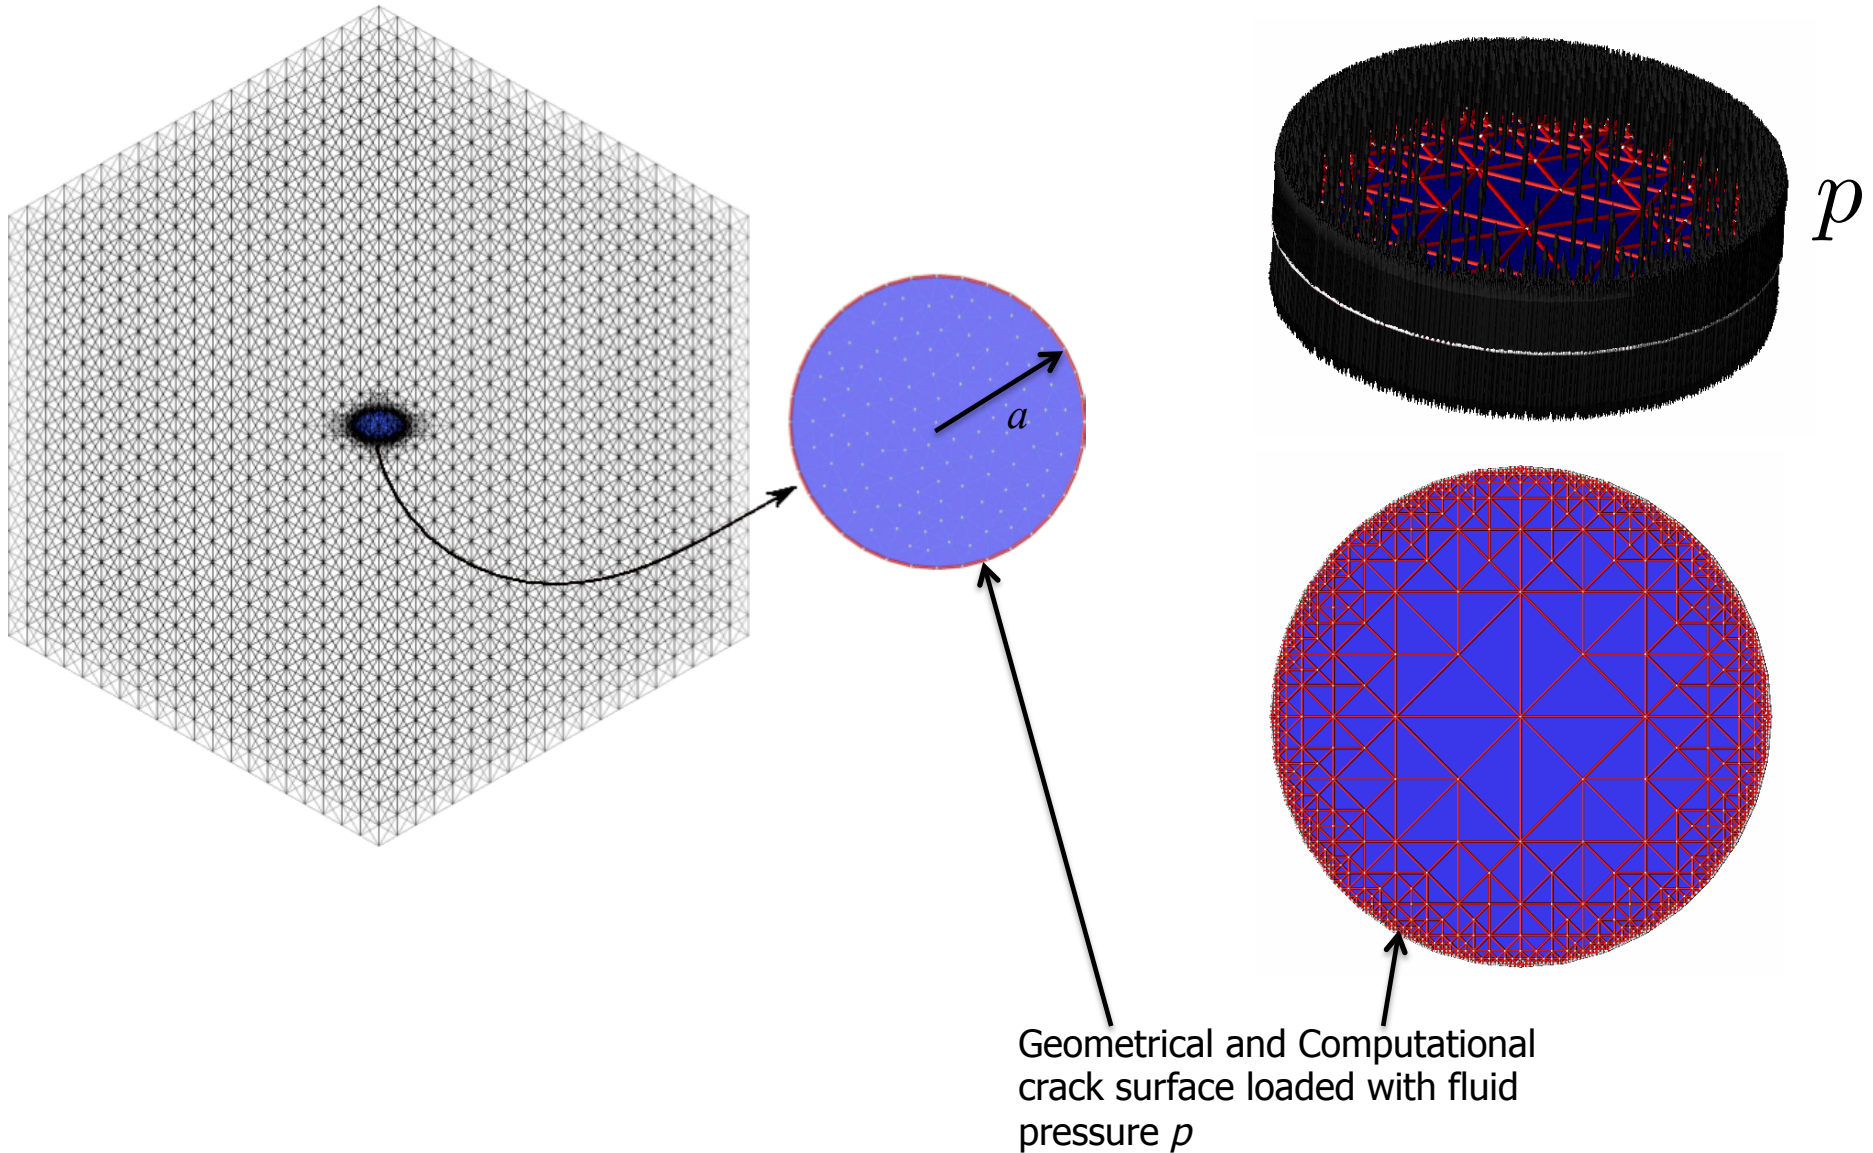 p
a
Geometrical and Computational
crack surface loaded with fluid
pressure p